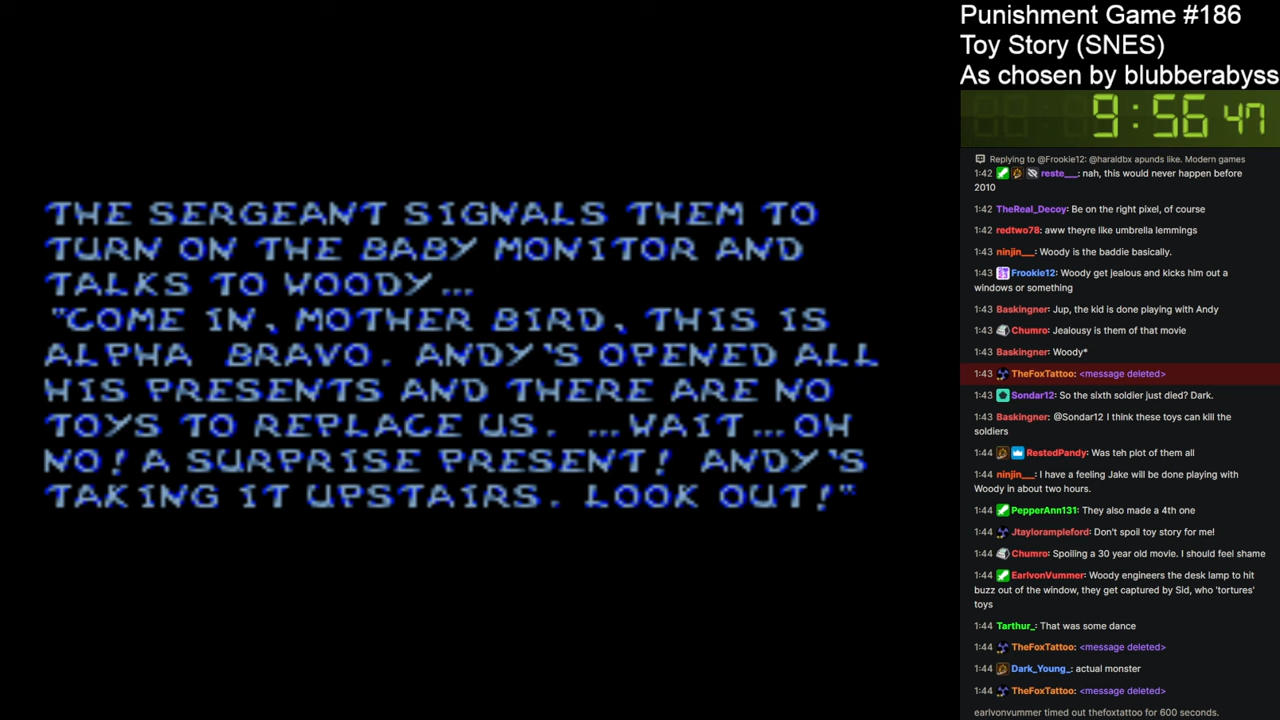 THE SERGEANT SIGNALS THEM TO
TURN ON THE BABY MONITOR AND
TALKS TO WOODY...
"COME IN, MOTHER BIRD, THIS IS
ALPHA BRAVO. ANDY'S OPENED ALL
HIS PRESENTS AND THERE ARE NO
TOYS TO REPLACE US. ...WAIT...OH
NO! A SURPRISE PRESENT! ANDY'S
TAKING IT UPSTAIRS. LOOK OUT!"
Punishment Game #186
Toy Story (SNES)
As chosen by blubberabyss
9:56 47
Replying to @Frookie12: @haraldbx apunds like. Modern games
1:42 reste___: nah, this would never happen before
2010
1:42 TheReal_Decoy: Be on the right pixel, of course
1:42 redtwo78: aww theyre like umbrella lemmings
1:43 ninjin___: Woody is the baddie basically.
1:43 Frookie12: Woody get jealous and kicks him out a
windows or something
1:43 Baskingner: Jup, the kid is done playing with Andy
1:43 Chumro: Jealousy is them of that movie
1:43 Baskingner: Woody*
1:43 TheFoxTattoo: <message deleted>
1:43 Sondar12: So the sixth soldier just died? Dark.
1:43 Baskingner: @Sondar12 I think these toys can kill the
soldiers
1:44 RestedPandy: Was teh plot of them all
1:44 ninjin___: I have a feeling Jake will be done playing with
Woody in about two hours.
1:44 PepperAnn131: They also made a 4th one
1:44 Jtaylorampleford: Don't spoil toy story for me!
1:44 Chumro: Spoiling a 30 year old movie. I should feel shame
1:44 EarlvonVummer: Woody engineers the desk lamp to hit
buzz out of the window, they get captured by Sid, who 'tortures'
toys
1:44 Tarthur_: That was some dance
1:44 TheFoxTattoo: <message deleted>
1:44 Dark_Young_: actual monster
1:44 TheFoxTattoo: <message deleted>
earlvonvummer timed out thefoxtattoo for 600 seconds.